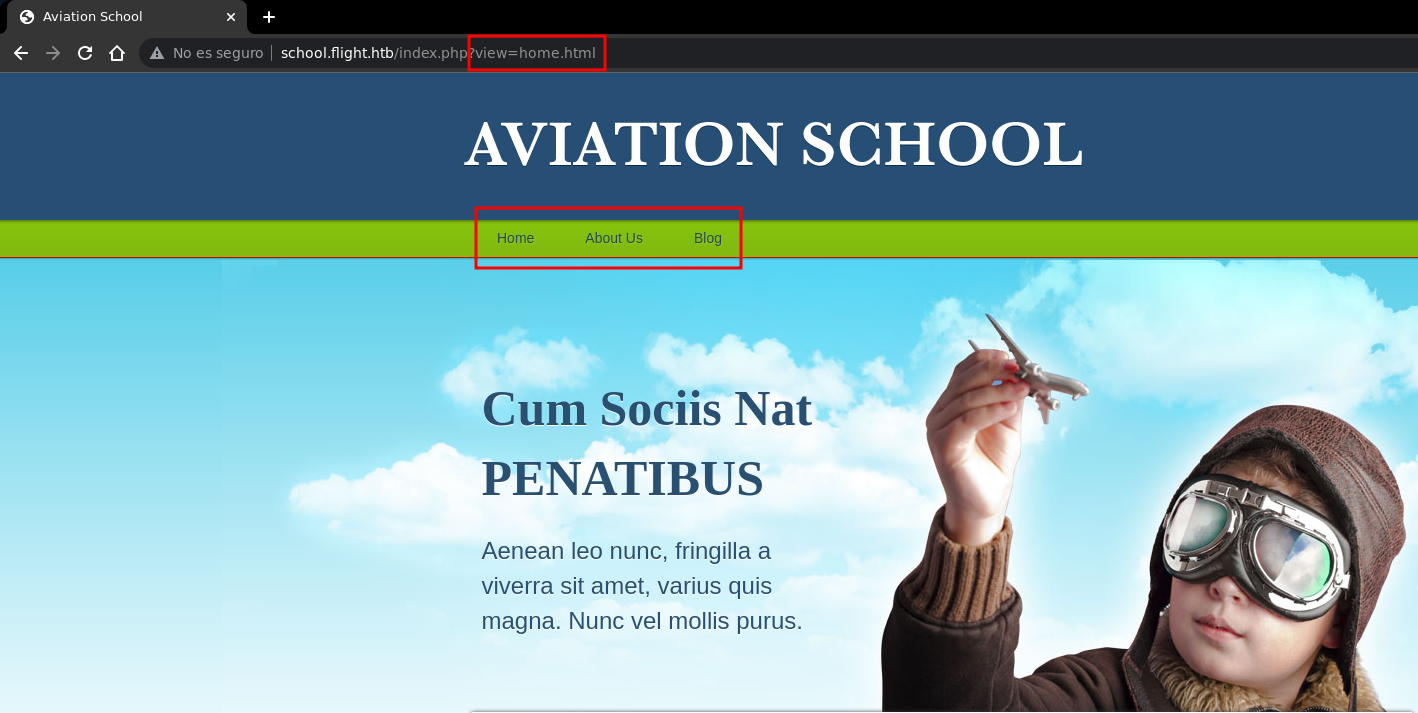 Aviation School
No es seguro school.flight.htb/index.php?view=home.html
AVIATION SCHOOL
Home About Us Blog
Cum Sociis Nat
PENATIBUS
Aenean leo nunc, fringilla a
viverra sit amet, varius quis
magna. Nunc vel mollis purus.